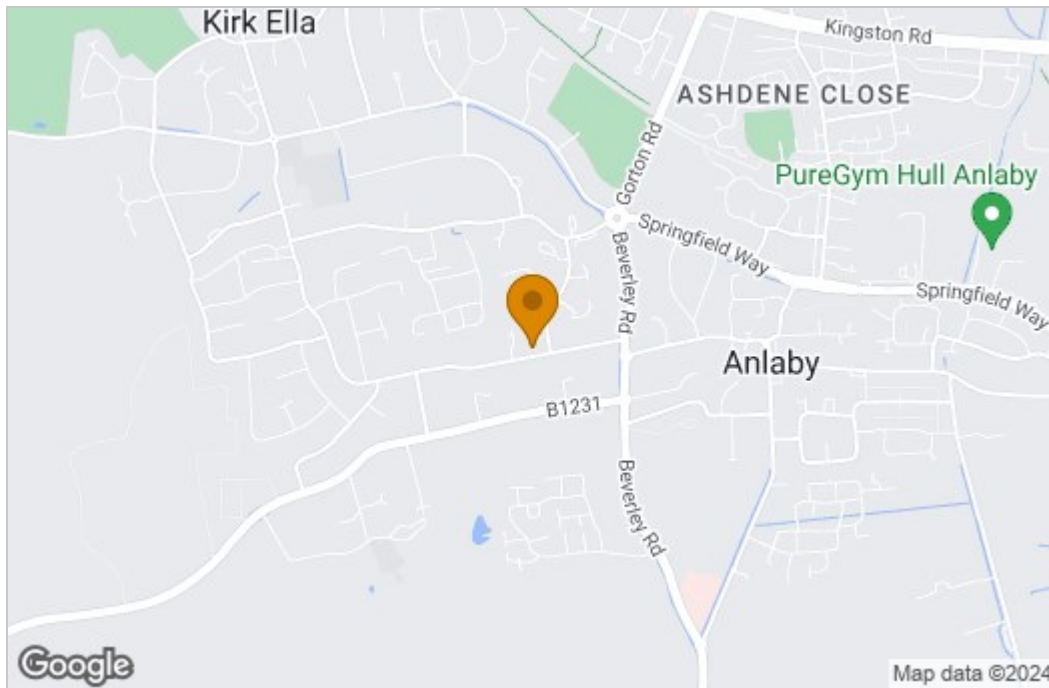 Kirk Ella
Kingston Rd
ASHDENE CLOSE
Gorton Rd
PureGym Hull Anlaby
Springfield Way
Beverley Rd
Springfield Way
Anlaby
B1231
Beverley Rd
Google
Map data ©2024